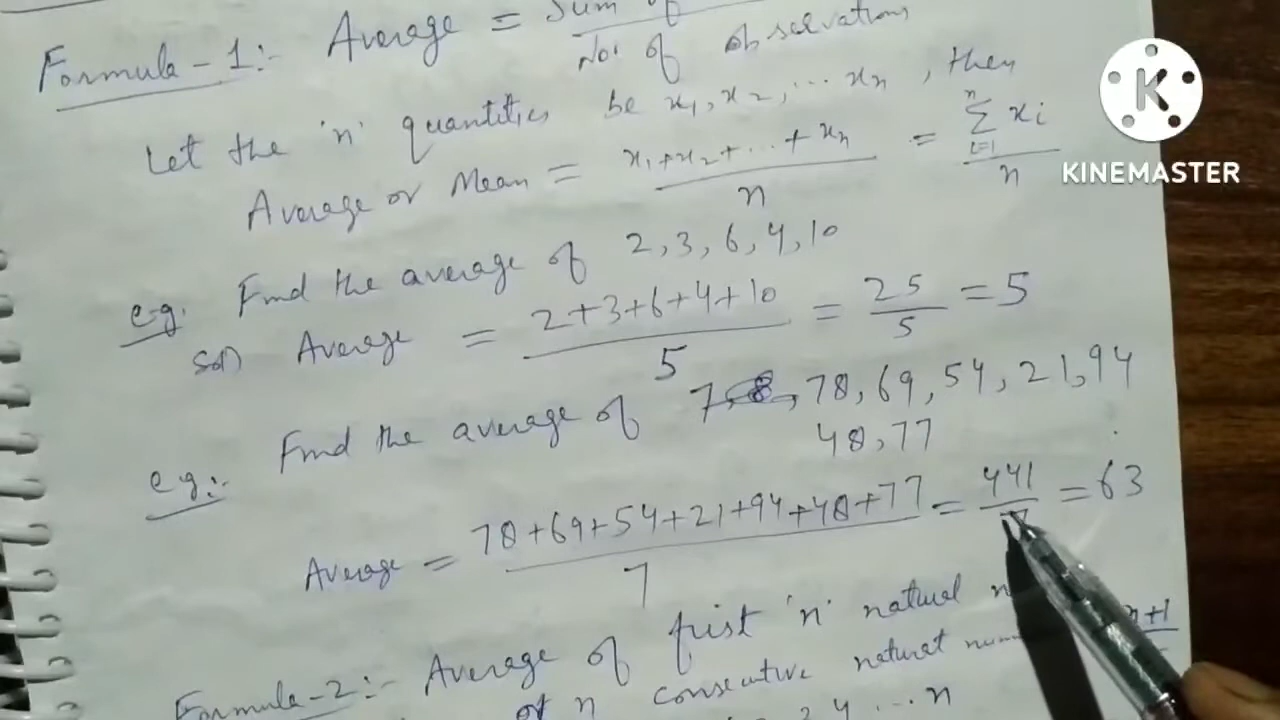 Formula-1:- Average = Sum of
No. of observations
Let the 'n' quantities be x₁, x₂, ... xₙ, then
Average or Mean = x₁+x₂+...+xₙ / n = Σⁿᵢ₌₁ xᵢ / n
e.g. Find the average of 2,3,6,4,10
Sol) Average = 2+3+6+4+10 / 5 = 25/5 = 5
e.g:- Find the average of 78, 69, 54, 21, 94
48, 77
Average = 78+69+54+21+94+48+77 / 7 = 441/7 = 63
Formula-2:- Average of first 'n' natural
of n consecutive natural n+1
4...n
K
KINEMASTER